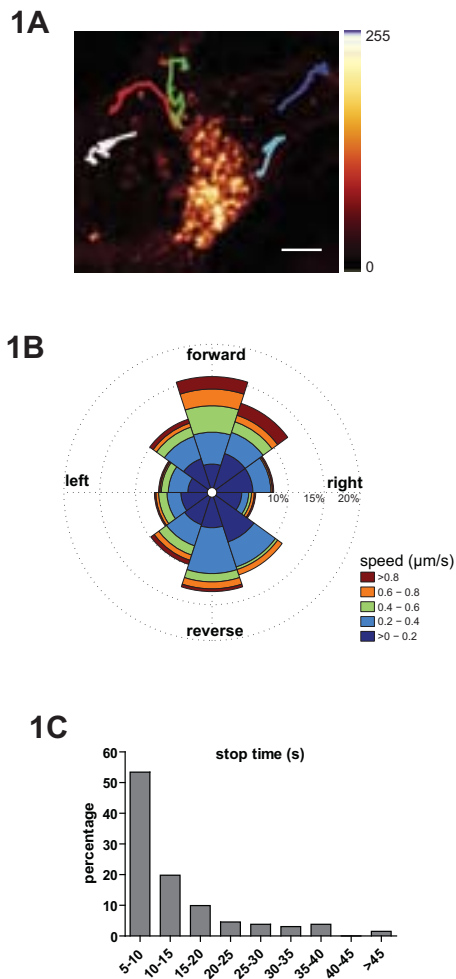 1A
255
0
1B
forward
left
right
10% 15% 20%
reverse
speed (µm/s)
>0.8
0.6 – 0.8
0.4 – 0.6
0.2 – 0.4
>0 – 0.2
1C
stop time (s)
percentage
60
50
40
30
20
10
0
5-10 10-15 15-20 20-25 25-30 30-35 35-40 40-45 >45